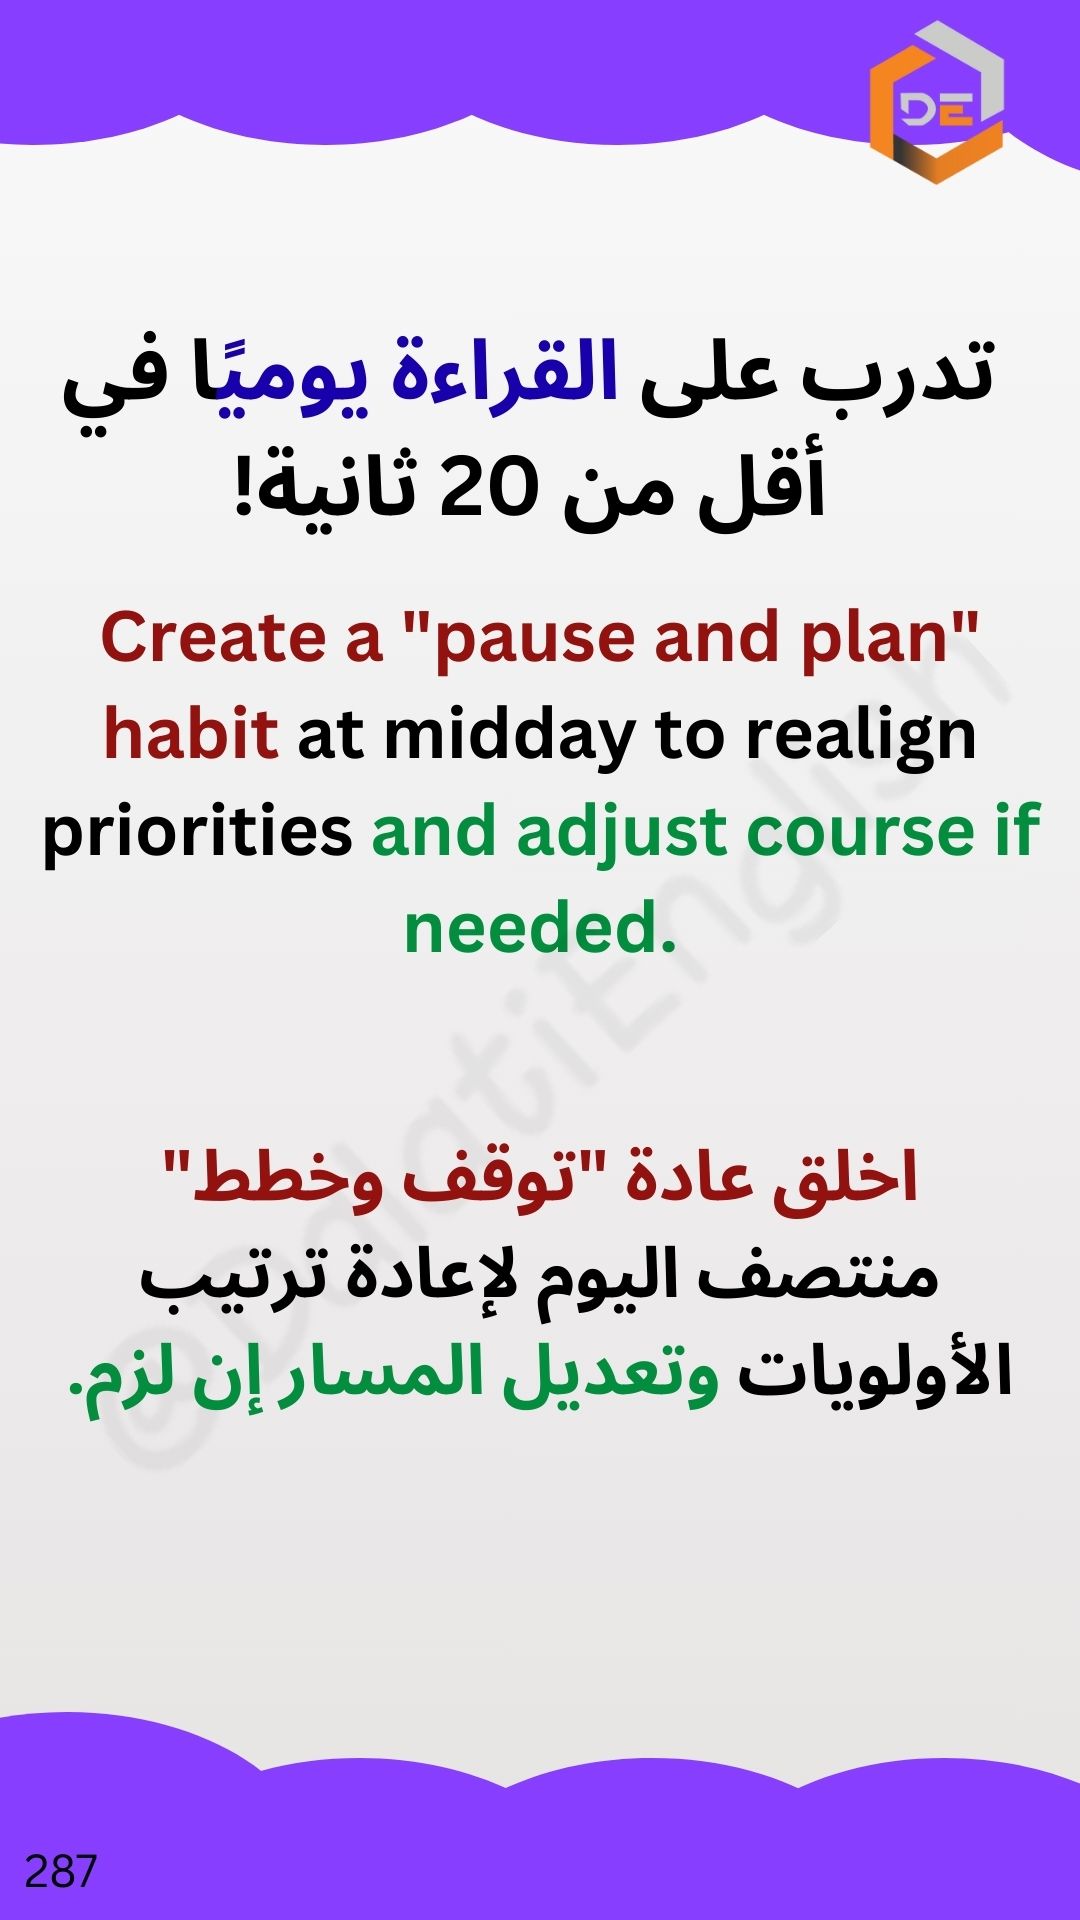 DE
تدرب على القراءة يوميًا في
أقل من 20 ثانية!
Create a "pause and plan"
habit at midday to realign
priorities and adjust course if
needed.
@DalatiEnglish
اخلق عادة "توقف وخطط"
منتصف اليوم لإعادة ترتيب
الأولويات وتعديل المسار إن لزم.
287